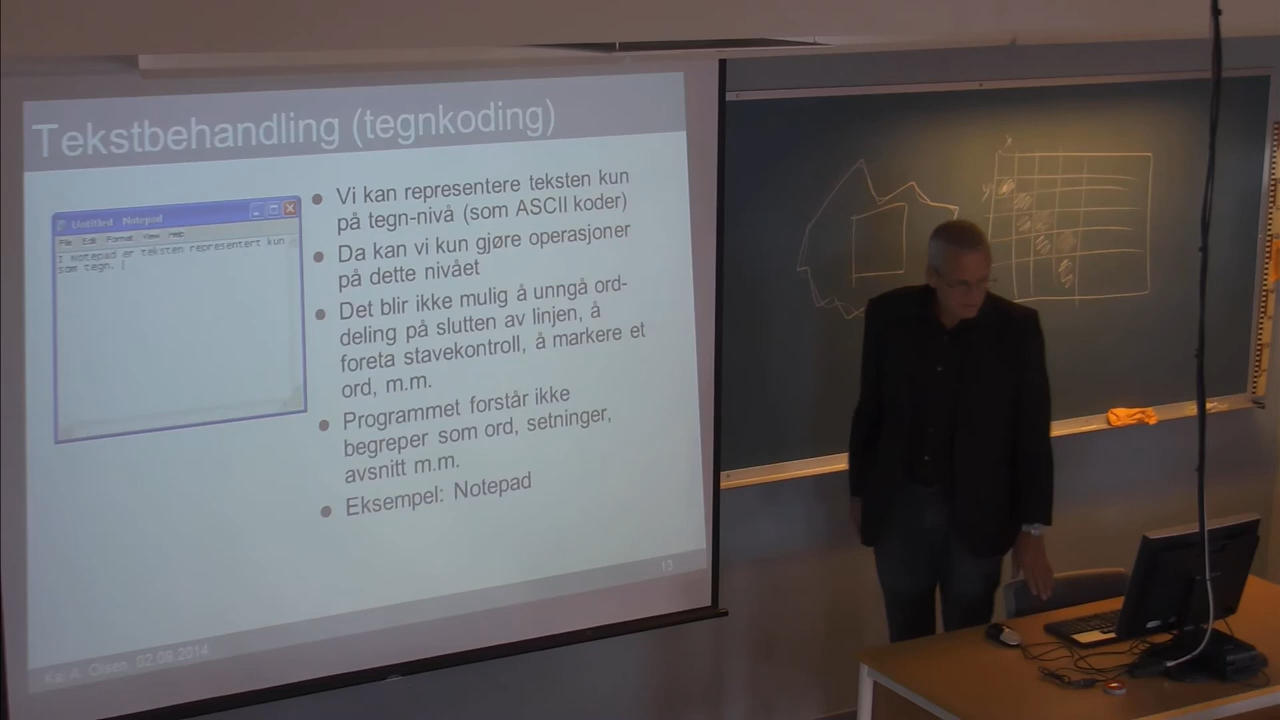 Tekstbehandling (tegnkoding)
Untitled - Notepad
File Edit Format View Help
I Notepad er teksten representert kun
som tegn.
Vi kan representere teksten kun
på tegn-nivå (som ASCII koder)
Da kan vi kun gjøre operasjoner
på dette nivået
Det blir ikke mulig å unngå ord-
deling på slutten av linjen, å
foreta stavekontroll, å markere et
ord, m.m.
Programmet forstår ikke
begreper som ord, setninger,
avsnitt m.m.
Eksempel: Notepad
13
Kai A. Olsen 02.09.2014
x
y